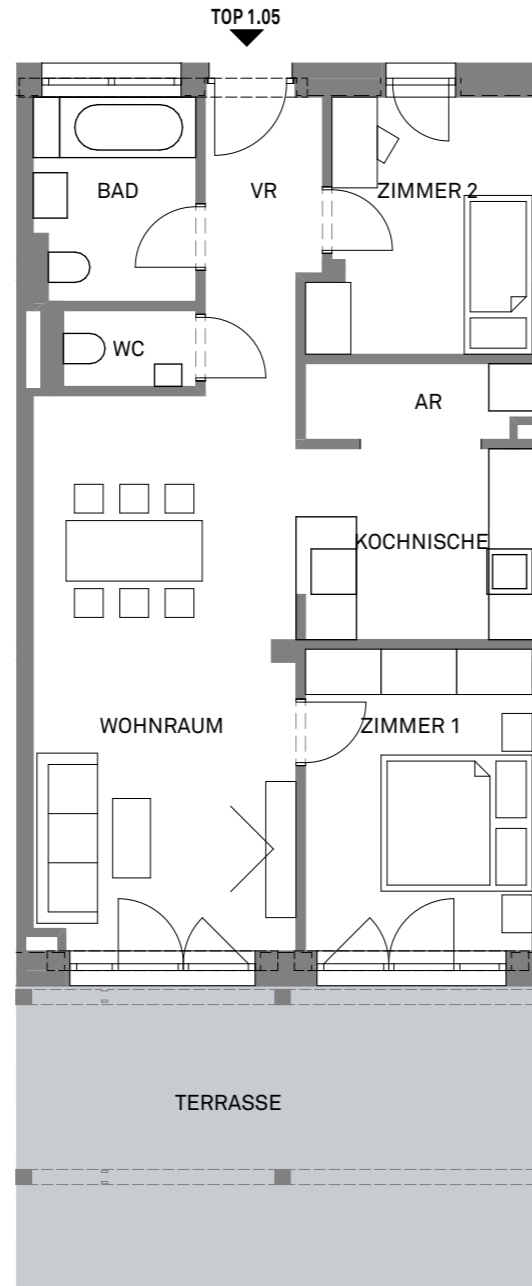 TOP 1.05
BAD
VR
ZIMMER 2
WC
AR
KOCHNISCHE
WOHNRAUM
ZIMMER 1
TERRASSE